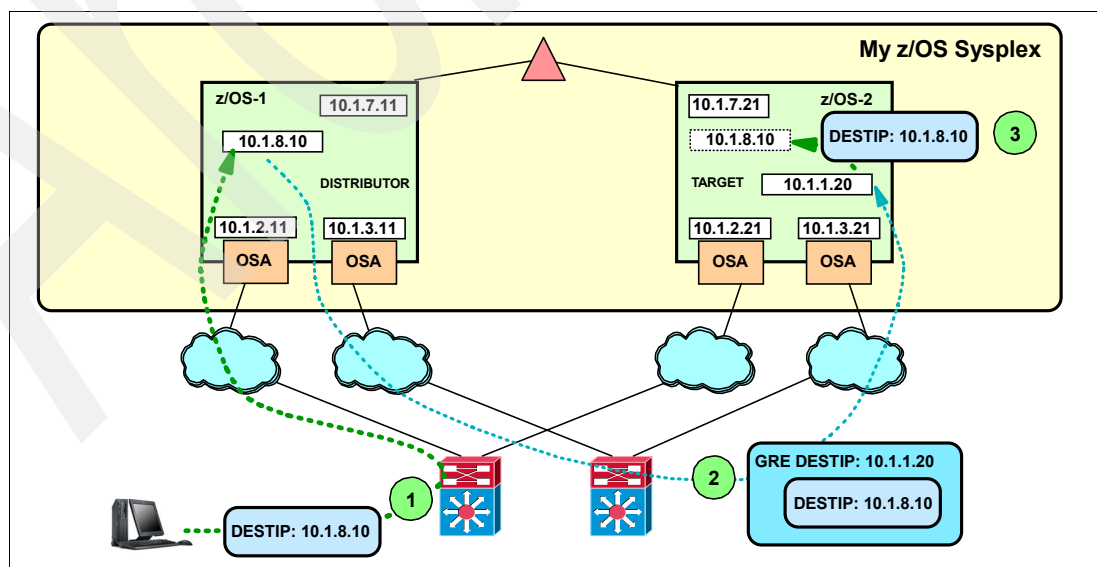 My z/OS Sysplex
z/OS-1
10.1.7.11
10.1.8.10
DISTRIBUTOR
10.1.2.11
10.1.3.11
OSA
OSA
10.1.7.21
z/OS-2
10.1.8.10
DESTIP: 10.1.8.10
3
TARGET
10.1.1.20
10.1.2.21
10.1.3.21
OSA
OSA
1
DESTIP: 10.1.8.10
2
GRE DESTIP: 10.1.1.20
DESTIP: 10.1.8.10